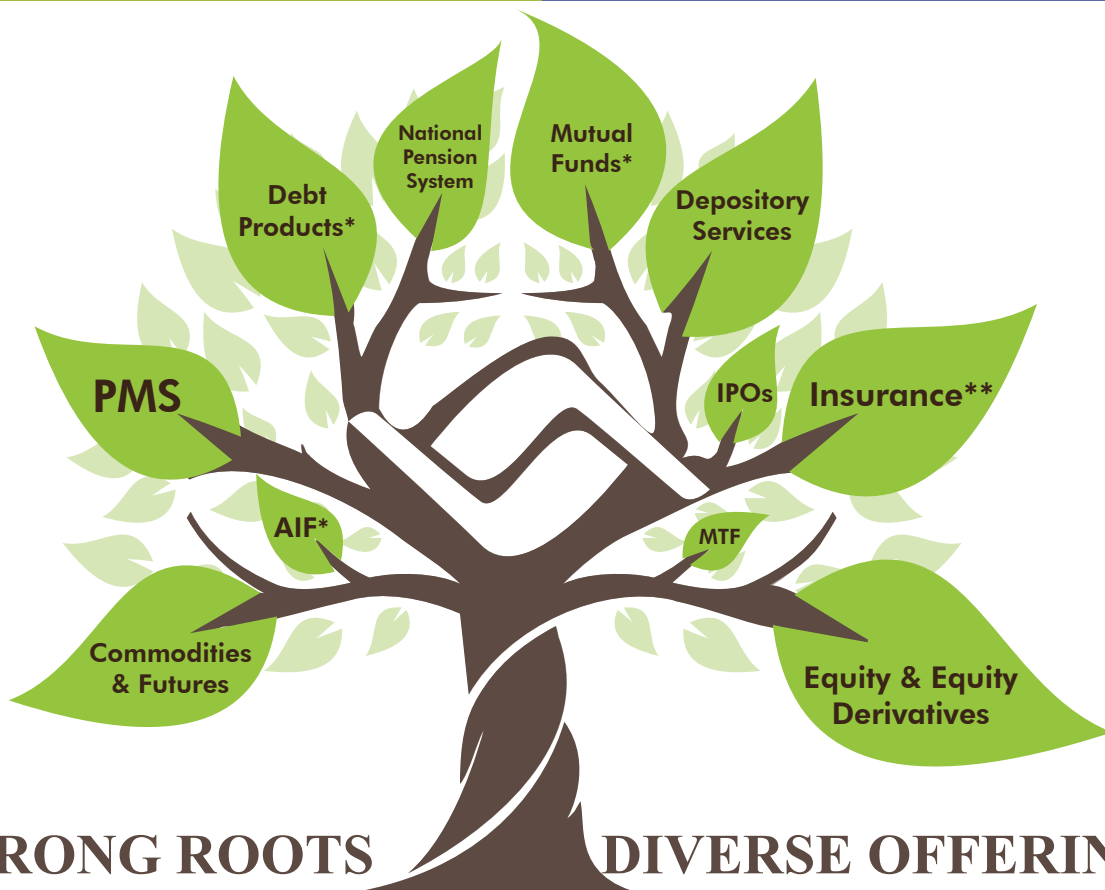 National
Pension
System
Mutual
Funds*
Debt
Products*
Depository
Services
PMS
IPOs
Insurance**
AIF*
MTF
Commodities
& Futures
Equity & Equity
Derivatives
RONG ROOTS
DIVERSE OFFERIN